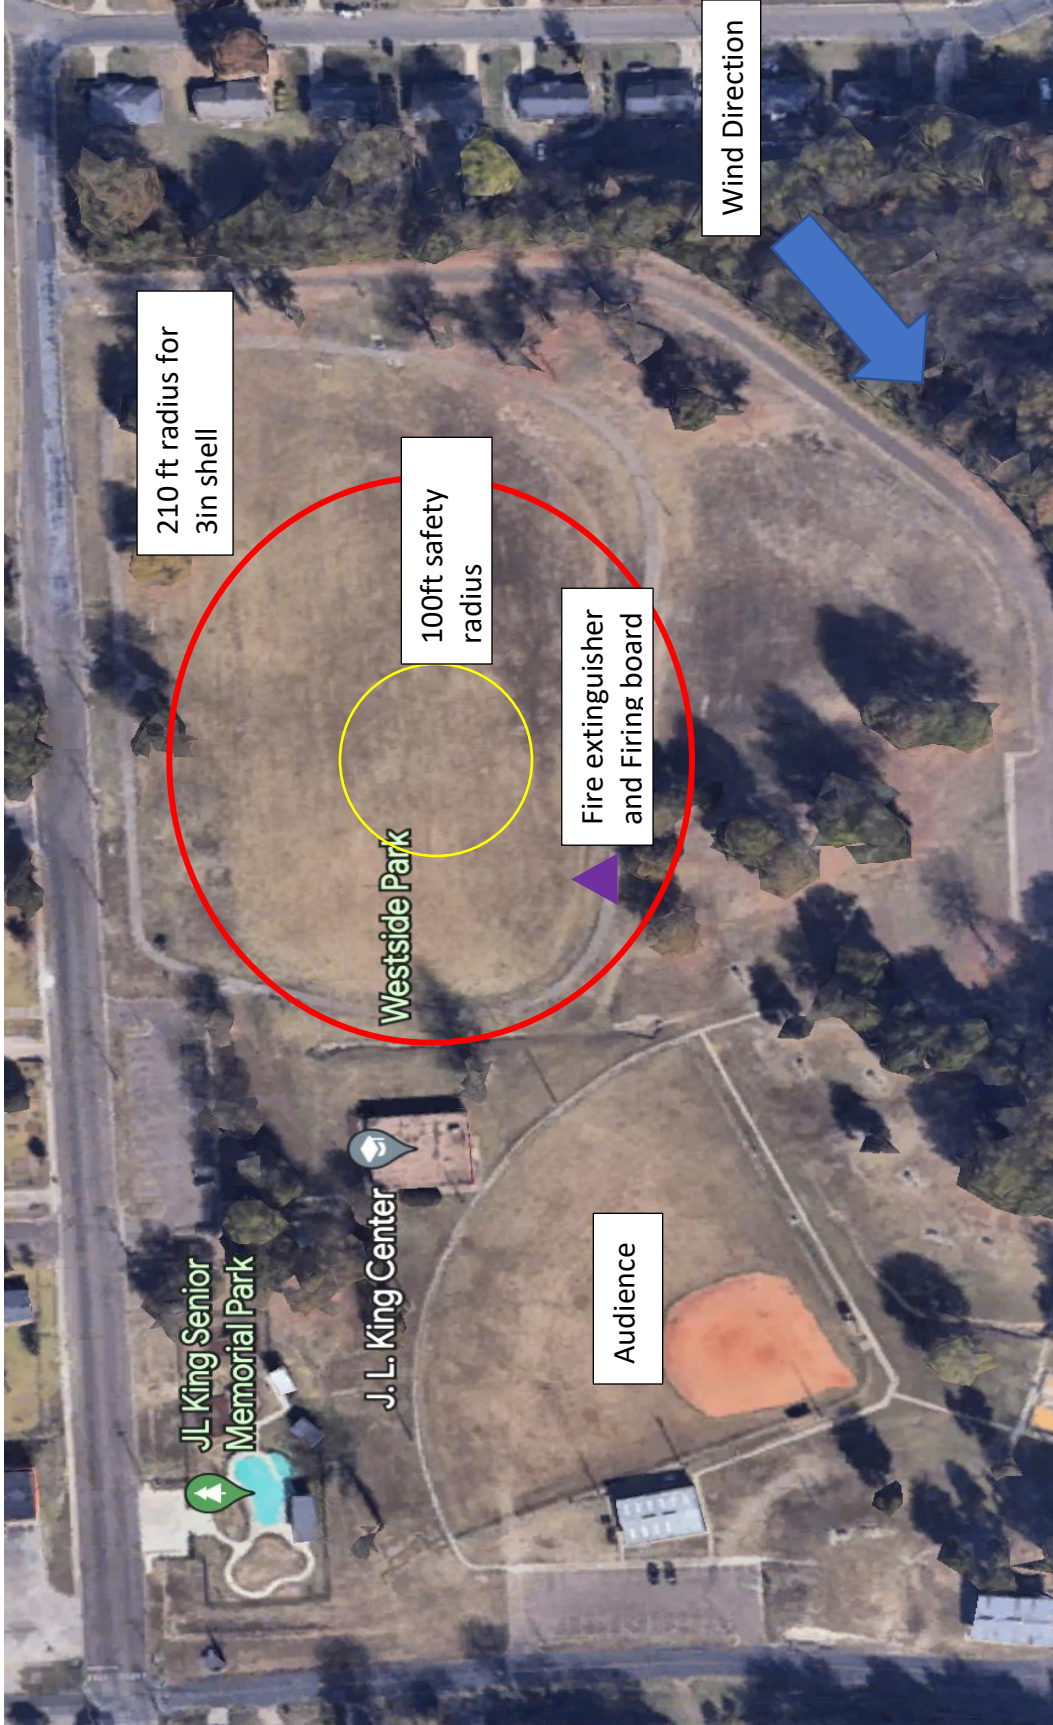 210 ft radius for
3in shell
100ft safety
radius
Fire extinguisher
and Firing board
Wind Direction
Westside Park
JL King Senior
Memorial Park
J. L. King Center
Audience